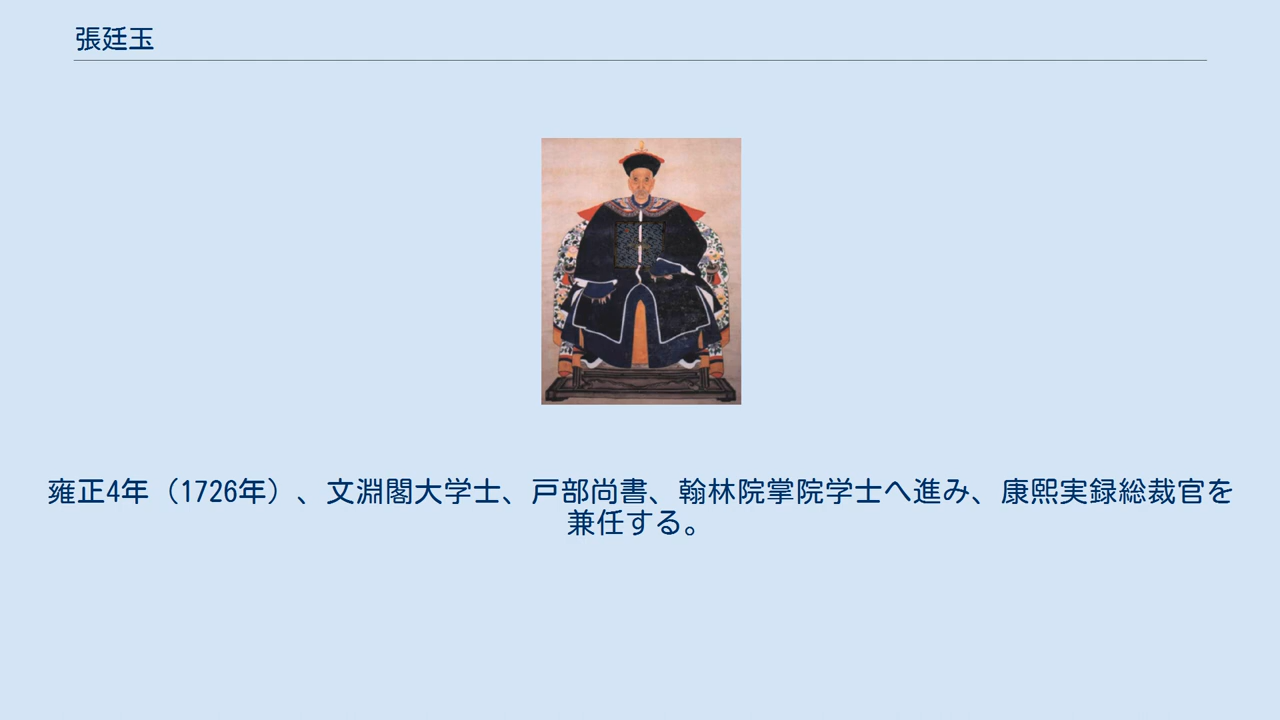 張廷玉
雍正4年（1726年）、文淵閣大学士、戸部尚書、翰林院掌院学士へ進み、康熙実録総裁官を
兼任する。